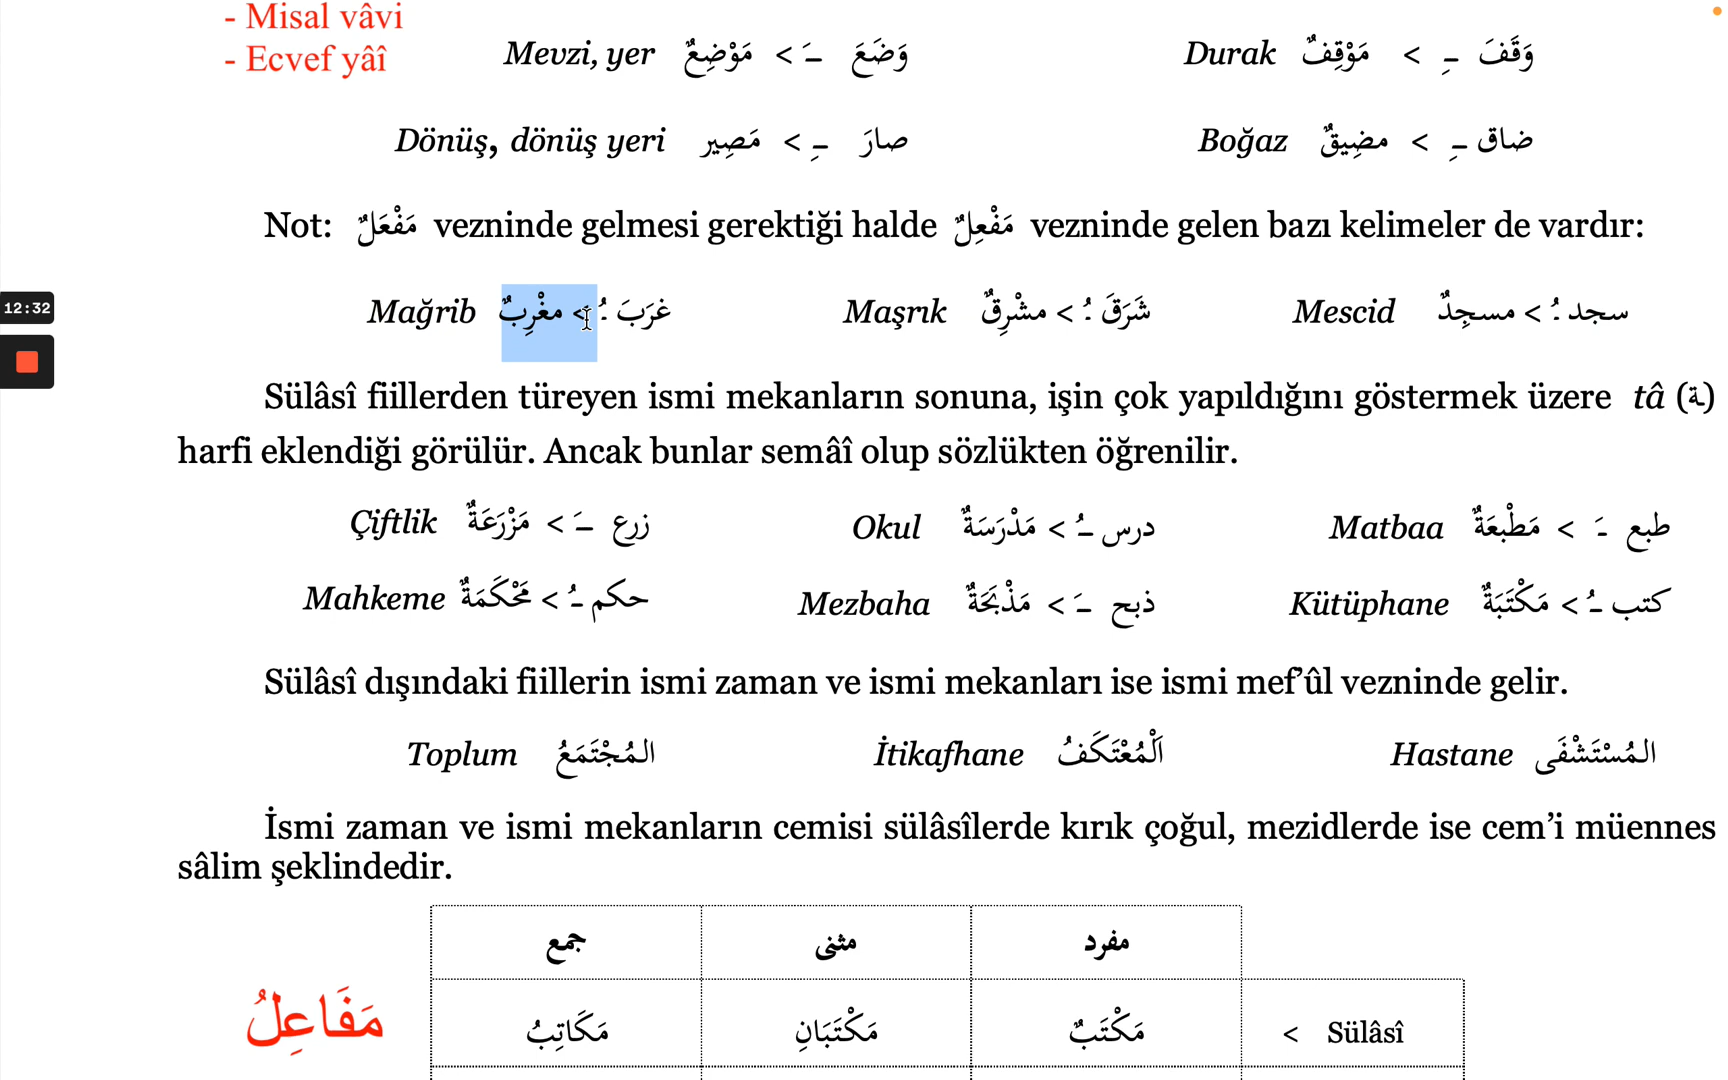 - Misal vâvi
- Ecvef yâî
Mevzi, yer مَوْضِعٌ < ـَ وَضَعَ Durak مَوْقِفٌ < ـِ وَقَفَ
Dönüş, dönüş yeri مَصِير < ـِ صارَ Boğaz مضِيقٌ < ـِ ضاق
Not: مَفْعَلٌ vezninde gelmesi gerektiği halde مَفْعِلٌ vezninde gelen bazı kelimeler de vardır:
12:32
Mağrib مغْرِبٌ < ـُ غرَبَ Maşrık مشْرِقٌ < ـُ شَرَقَ Mescid مسجِدٌ < ـُ سجد
Sülâsî fiillerden türeyen ismi mekanların sonuna, işin çok yapıldığını göstermek üzere tâ (ـة)
harfi eklendiği görülür. Ancak bunlar semâî olup sözlükten öğrenilir.
Çiftlik مَزْرَعَةٌ < ـَ زرع Okul مَدْرَسَةٌ < ـُ درس Matbaa مَطْبَعَةٌ < ـَ طبع
Mahkeme مَحْكَمَةٌ < ـُ حكم Mezbaha مَذْبَحَةٌ < ـَ ذبح Kütüphane مَكْتَبَةٌ < ـُ كتب
Sülâsî dışındaki fiillerin ismi zaman ve ismi mekanları ise ismi mef’ûl vezninde gelir.
Toplum المُجْتَمَعُ İtikafhane اَلْمُعْتَكَفُ Hastane المُسْتَشْفَى
İsmi zaman ve ismi mekanların cemisi sülâsîlerde kırık çoğul, mezidlerde ise cem’i müennes
sâlim şeklindedir.
جمع مثنى مفرد
مَفَاعِلُ مَكَاتِبُ مَكْتَبَانِ مَكْتَبٌ < Sülâsî